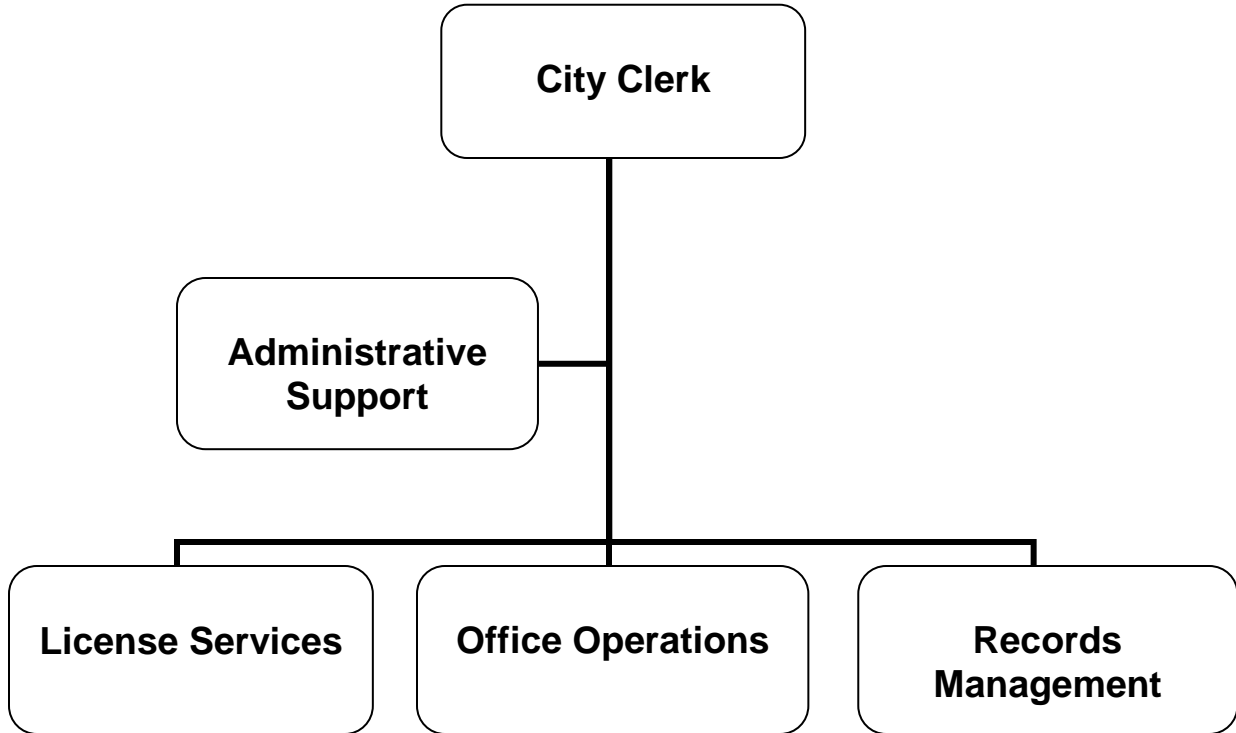 City Clerk
Administrative
Support
License Services
Office Operations
Records
Management